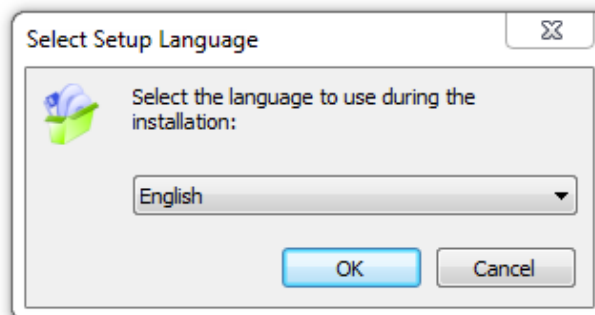 Select Setup Language
Select the language to use during the
installation:
English
OK
Cancel